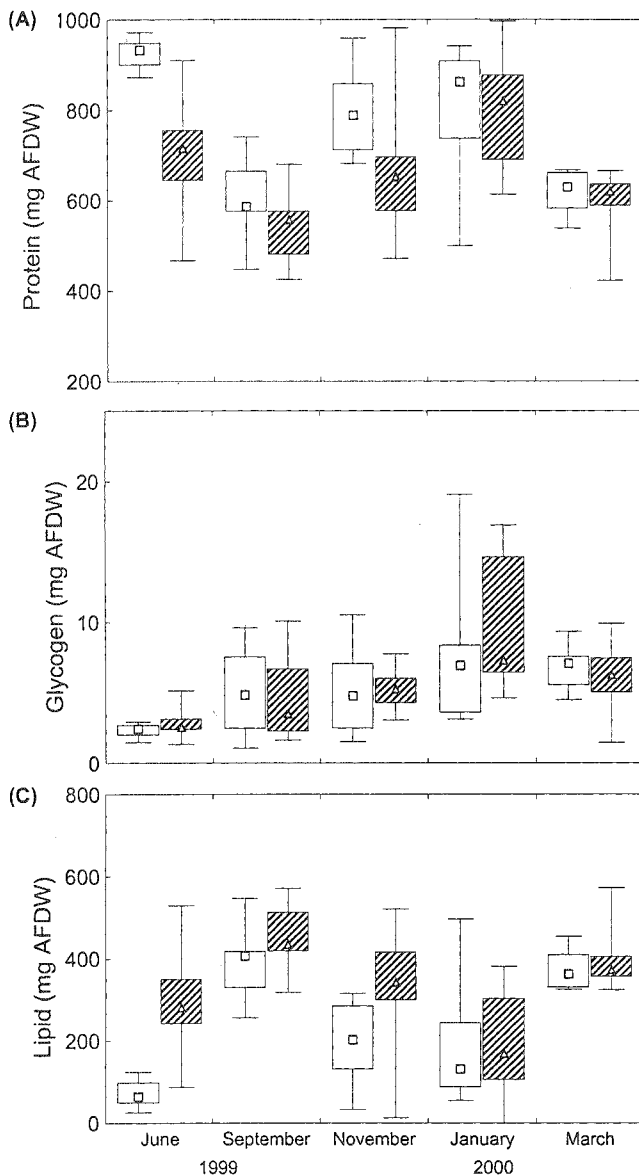 (A)
1000
800
600
400
200
Protein (mg AFDW)
(B)
20
10
0
Glycogen (mg AFDW)
(C)
800
600
400
200
0
Lipid (mg AFDW)
June September November January March
1999 2000